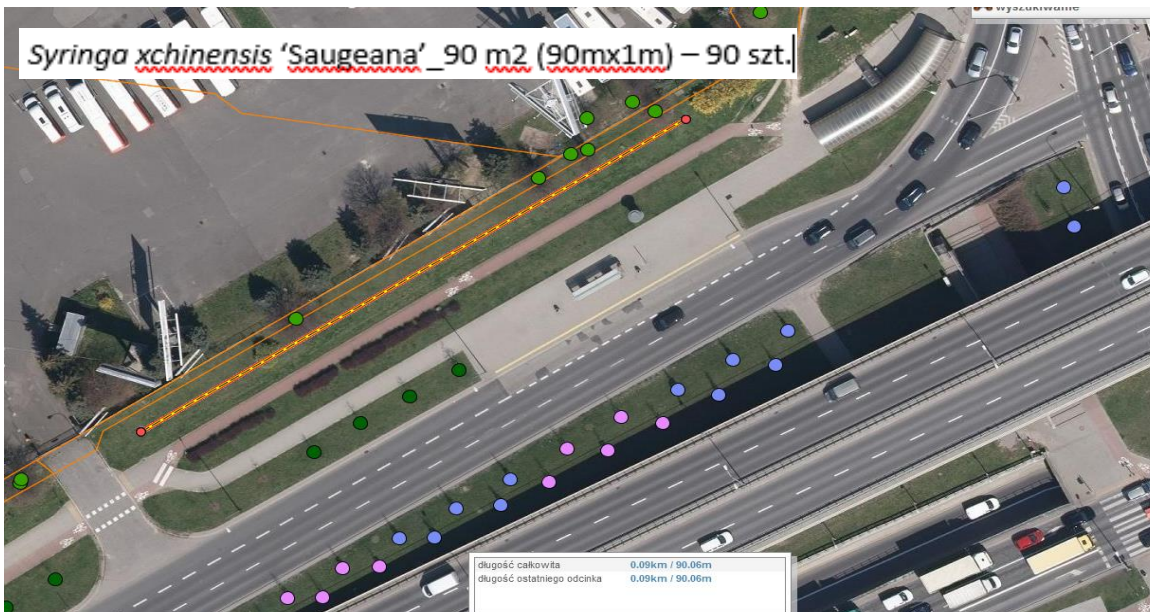 wyszukiwanie
Syringa xchinensis 'Saugeana'_90 m2 (90mx1m) – 90 szt.
długość całkowita 0.09km / 90.06m
długość ostatniego odcinka 0.09km / 90.06m